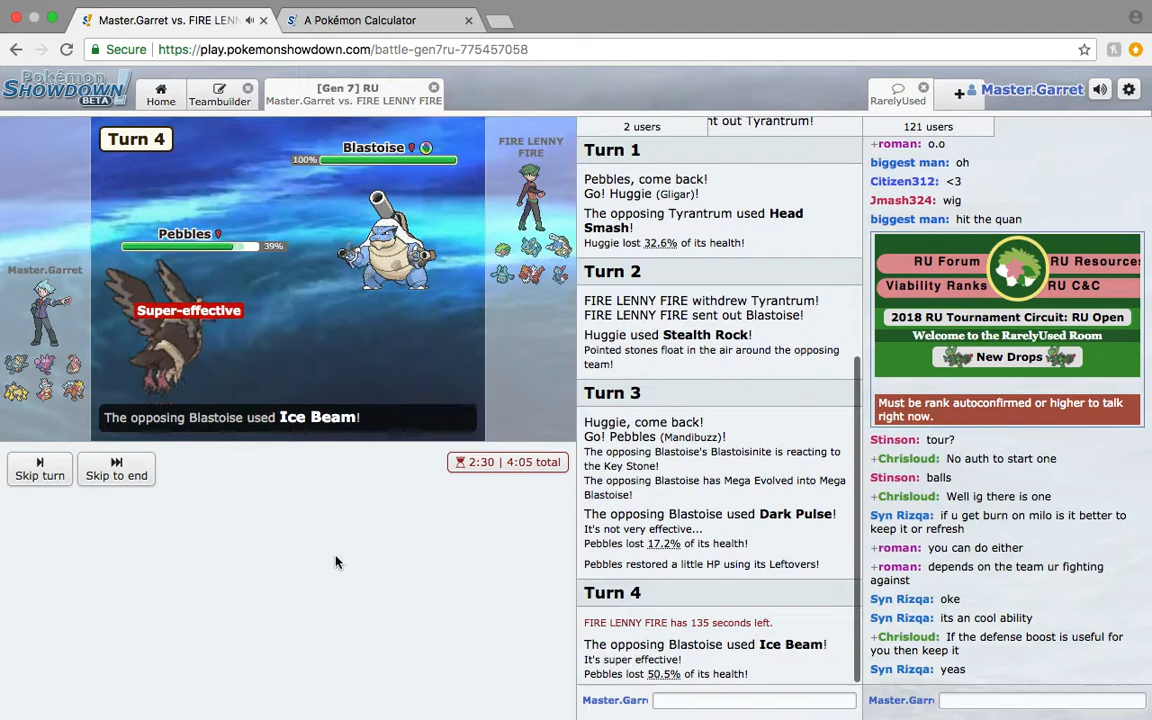 Master.Garret vs. FIRE LENN
A Pokémon Calculator
Secure
https://play.pokemonshowdown.com/battle-gen7ru-775457058
Pokémon
SHOWDOWN!
BETA
Home
Teambuilder
[Gen 7] RU
Master.Garret vs. FIRE LENNY FIRE
RarelyUsed
Master.Garret
Turn 4
Blastoise
100%
Pebbles
39%
Super-effective
The opposing Blastoise used Ice Beam!
Master.Garret
FIRE LENNY
FIRE
Skip turn
Skip to end
2:30 | 4:05 total
2 users
nt out Tyrantrum!
Turn 1
Pebbles, come back!
Go! Huggie (Gligar)!
The opposing Tyrantrum used Head
Smash!
Huggie lost 32.6% of its health!
Turn 2
FIRE LENNY FIRE withdrew Tyrantrum!
FIRE LENNY FIRE sent out Blastoise!
Huggie used Stealth Rock!
Pointed stones float in the air around the opposing
team!
Turn 3
Huggie, come back!
Go! Pebbles (Mandibuzz)!
The opposing Blastoise's Blastoisinite is reacting to
the Key Stone!
The opposing Blastoise has Mega Evolved into Mega
Blastoise!
The opposing Blastoise used Dark Pulse!
It's not very effective...
Pebbles lost 17.2% of its health!
Pebbles restored a little HP using its Leftovers!
Turn 4
FIRE LENNY FIRE has 135 seconds left.
The opposing Blastoise used Ice Beam!
It's super effective!
Pebbles lost 50.5% of its health!
Master.Garr
121 users
+roman: o.o
biggest man: oh
Citizen312: <3
Jmash324: wig
biggest man: hit the quan
RU Forum
RU Resources
Viability Ranks
RU C&C
2018 RU Tournament Circuit: RU Open
Welcome to the RarelyUsed Room
New Drops
Must be rank autoconfirmed or higher to talk
right now.
Stinson: tour?
+Chrisloud: No auth to start one
Stinson: balls
+Chrisloud: Well ig there is one
Syn Rizqa: if u get burn on milo is it better to
keep it or refresh
+roman: you can do either
+roman: depends on the team ur fighting
against
Syn Rizqa: oke
Syn Rizqa: its an cool ability
+Chrisloud: If the defense boost is useful for
you then keep it
Syn Rizqa: yeas
Master.Garr